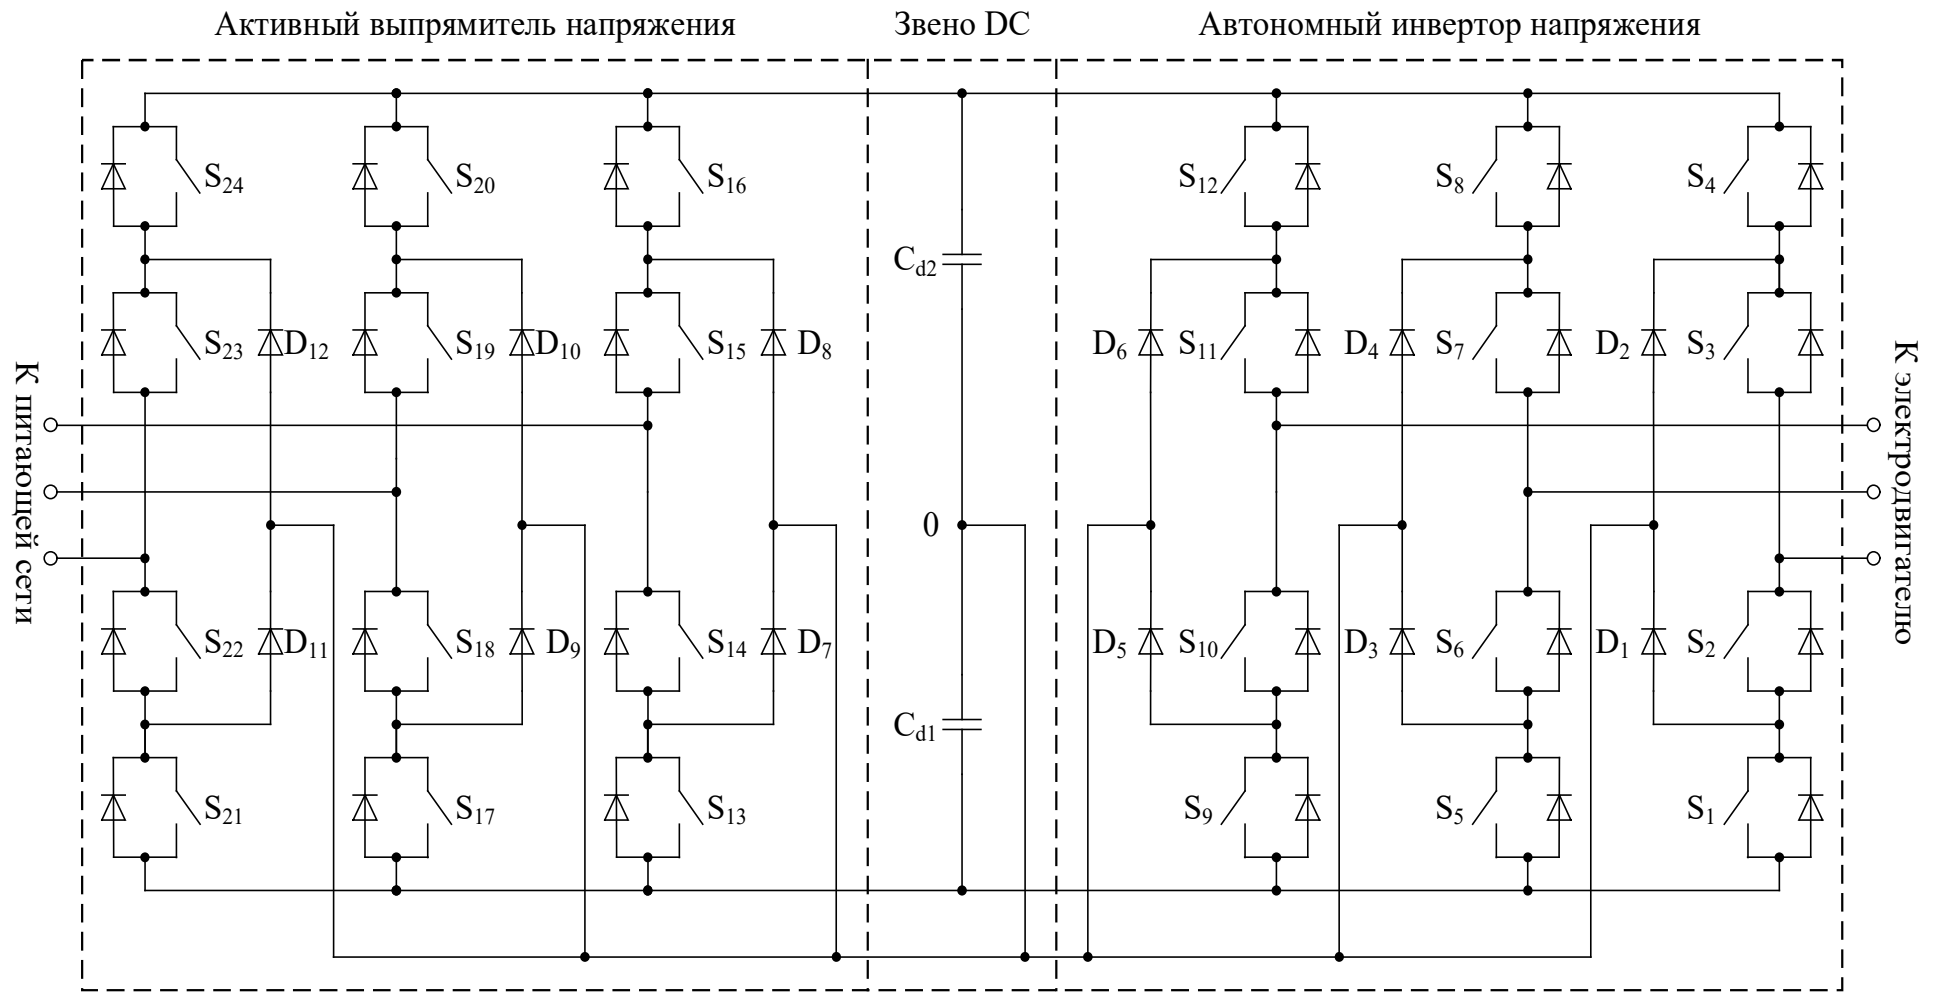 Активный выпрямитель напряжения
Звено DC
Автономный инвертор напряжения
S24
S20
S16
S12
S8
S4
Cd2
S23
D12
S19
D10
S15
D8
D6
S11
D4
S7
D2
S3
К питающей сети
К электродвигателю
0
S22
D11
S18
D9
S14
D7
D5
S10
D3
S6
D1
S2
Cd1
S21
S17
S13
S9
S5
S1